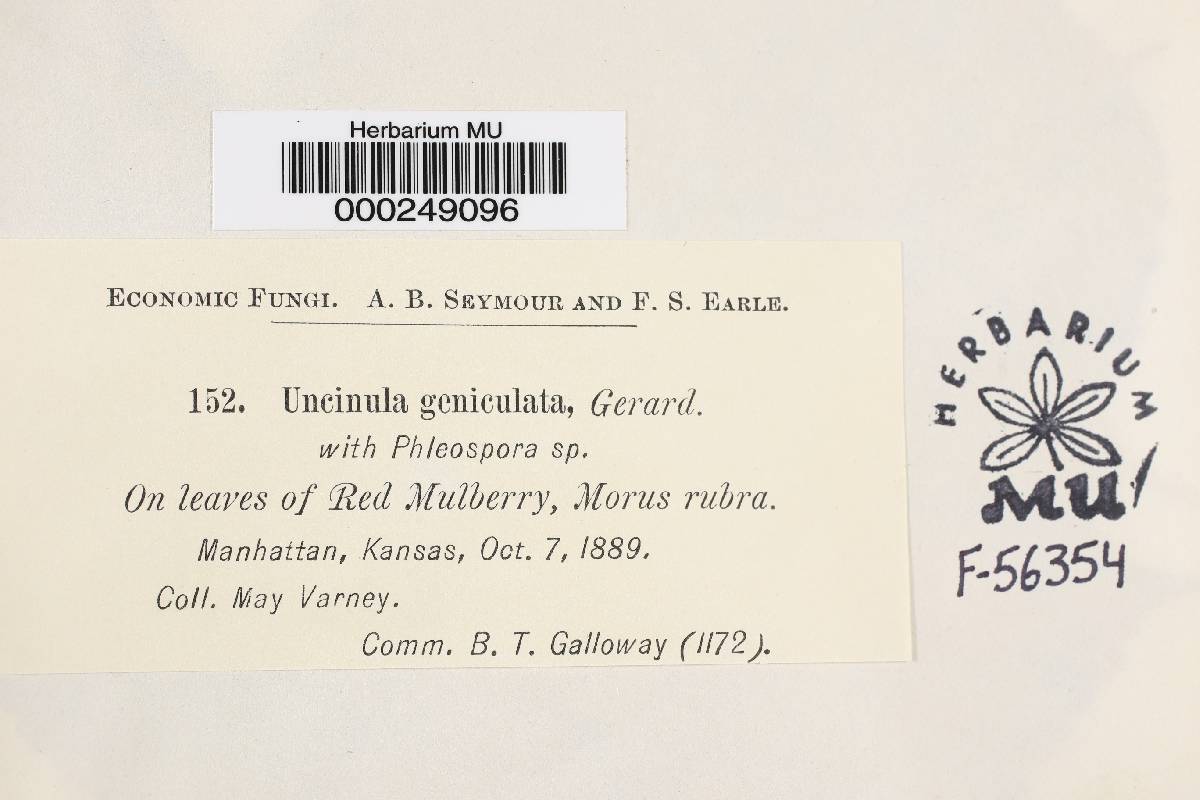 Herbarium MU
000249096
ECONOMIC FUNGI. A. B. SEYMOUR AND F. S. EARLE.
152. Uncinula geniculata, Gerard.
with Phleospora sp.
On leaves of Red Mulberry, Morus rubra.
Manhattan, Kansas, Oct. 7, 1889.
Coll. May Varney.
Comm. B. T. Galloway (1172).
HERBARIUM
MU
F-56354